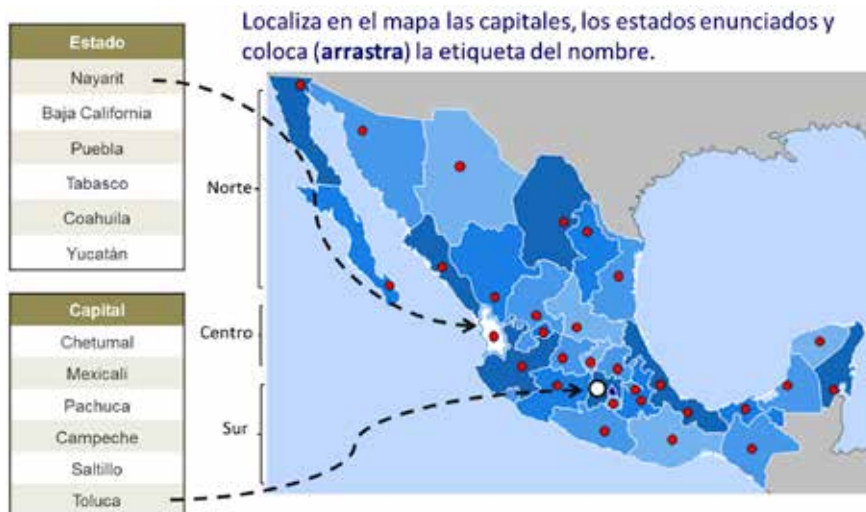 Localiza en el mapa las capitales, los estados enunciados y
coloca (arrastra) la etiqueta del nombre.
Estado
Nayarit
Baja California
Puebla
Tabasco
Coahuila
Yucatán
Capital
Chetumal
Mexicali
Pachuca
Campeche
Saltillo
Toluca
Norte
Centro
Sur